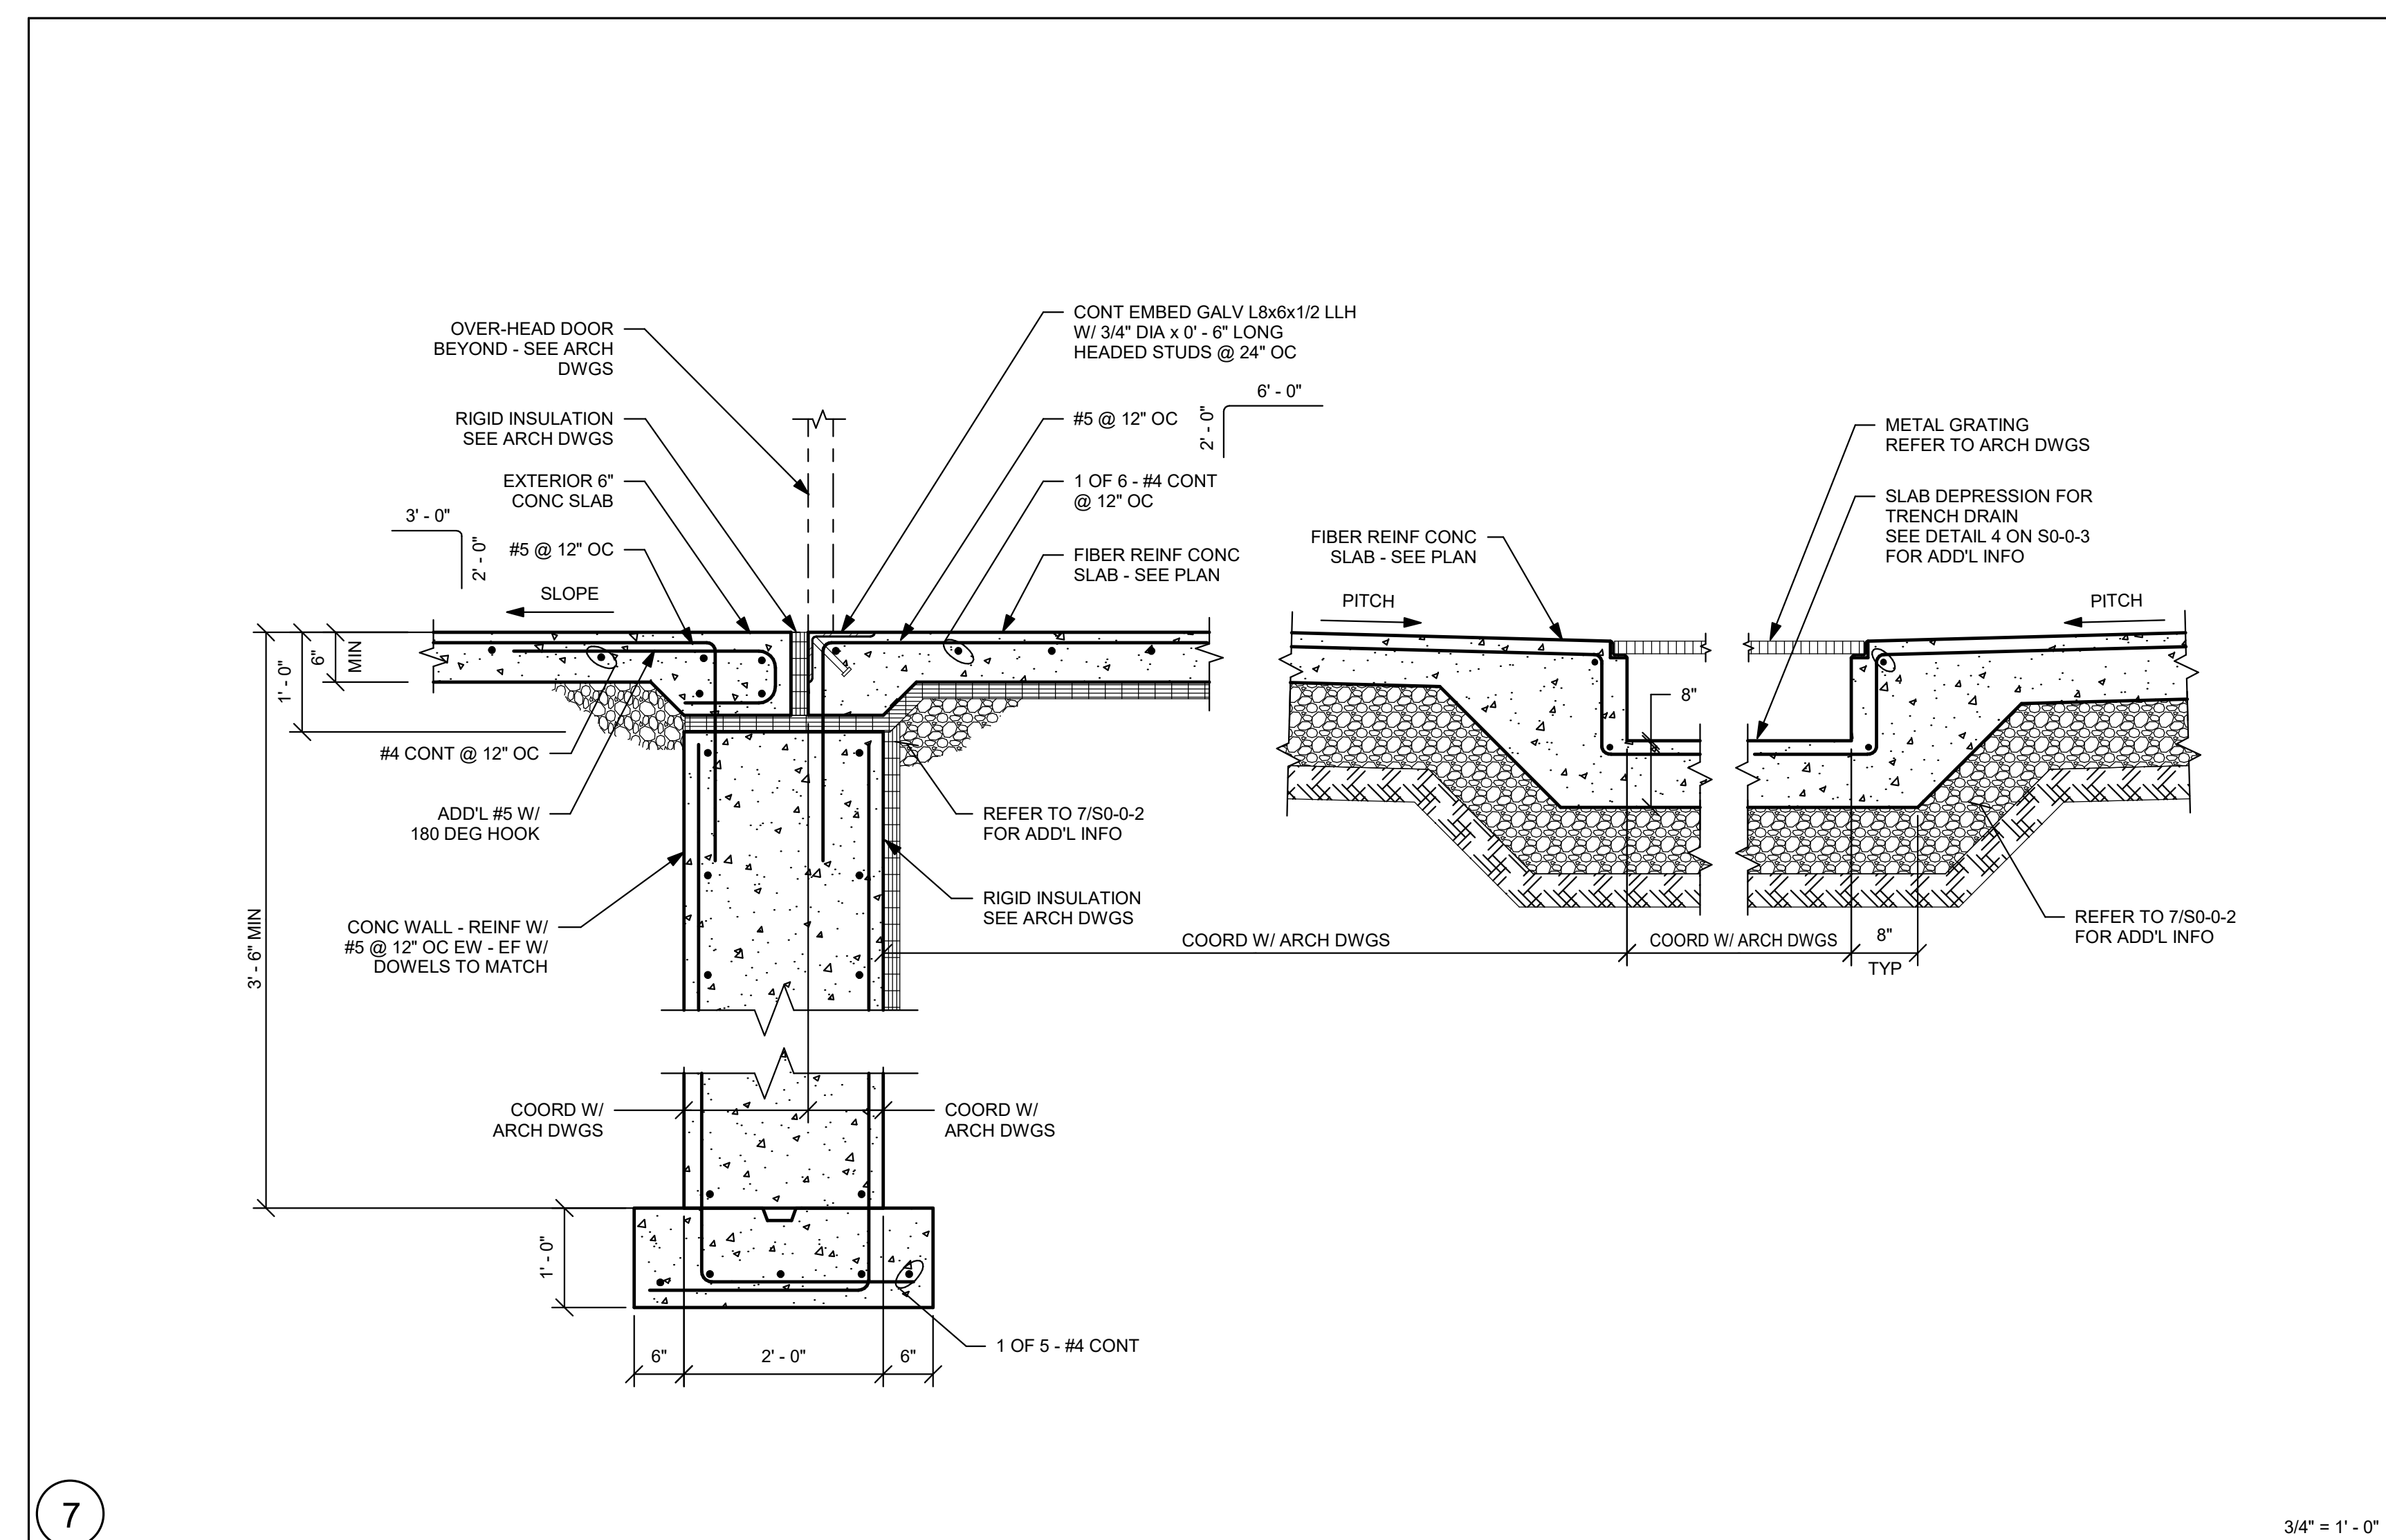 OVER-HEAD DOOR
BEYOND - SEE ARCH
DWGS
RIGID INSULATION
SEE ARCH DWGS
EXTERIOR 6"
CONC SLAB
3' - 0"
2' - 0"
#5 @ 12" OC
SLOPE
CONT EMBED GALV L8x6x1/2 LLH
W/ 3/4" DIA x 0' - 6" LONG
HEADED STUDS @ 24" OC
6' - 0"
2' - 0"
#5 @ 12" OC
1 OF 6 - #4 CONT
@ 12" OC
FIBER REINF CONC
SLAB - SEE PLAN
METAL GRATING
REFER TO ARCH DWGS
SLAB DEPRESSION FOR
TRENCH DRAIN
SEE DETAIL 4 ON S0-0-3
FOR ADD'L INFO
FIBER REINF CONC
SLAB - SEE PLAN
PITCH
PITCH
1' - 0"
6"
MIN
8"
#4 CONT @ 12" OC
ADD'L #5 W/
180 DEG HOOK
REFER TO 7/S0-0-2
FOR ADD'L INFO
RIGID INSULATION
SEE ARCH DWGS
CONC WALL - REINF W/
#5 @ 12" OC EW - EF W/
DOWELS TO MATCH
3' - 6" MIN
COORD W/ ARCH DWGS
COORD W/ ARCH DWGS
8"
TYP
REFER TO 7/S0-0-2
FOR ADD'L INFO
COORD W/
ARCH DWGS
COORD W/
ARCH DWGS
1' - 0"
1 OF 5 - #4 CONT
6"
2' - 0"
6"
7
3/4" = 1' - 0"